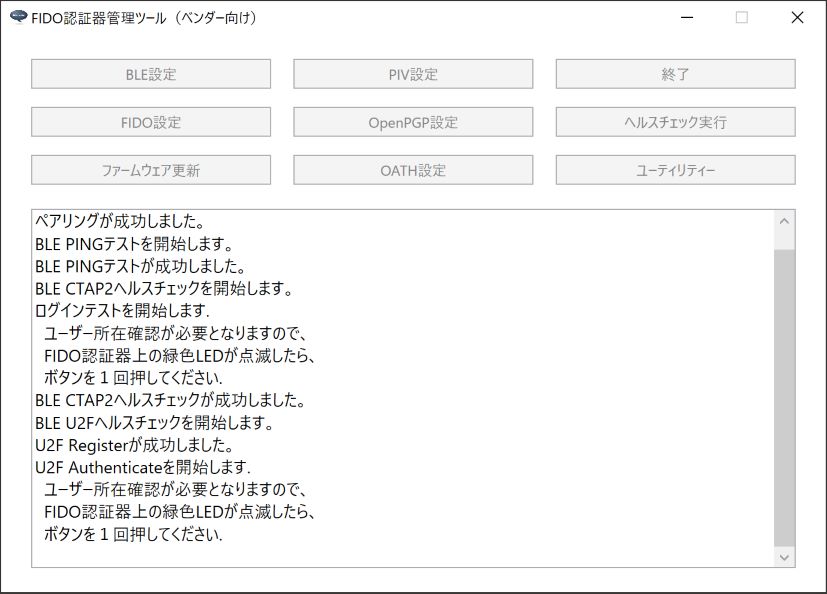 FIDO認証器管理ツール（ベンダー向け）
BLE設定
PIV設定
終了
FIDO設定
OpenPGP設定
ヘルスチェック実行
ファームウェア更新
OATH設定
ユーティリティー
ペアリングが成功しました。
BLE PINGテストを開始します。
BLE PINGテストが成功しました。
BLE CTAP2ヘルスチェックを開始します。
ログインテストを開始します.
ユーザー所在確認が必要となりますので、
FIDO認証器上の緑色LEDが点滅したら、
ボタンを１回押してください.
BLE CTAP2ヘルスチェックが成功しました。
BLE U2Fヘルスチェックを開始します。
U2F Registerが成功しました。
U2F Authenticateを開始します.
ユーザー所在確認が必要となりますので、
FIDO認証器上の緑色LEDが点滅したら、
ボタンを１回押してください.